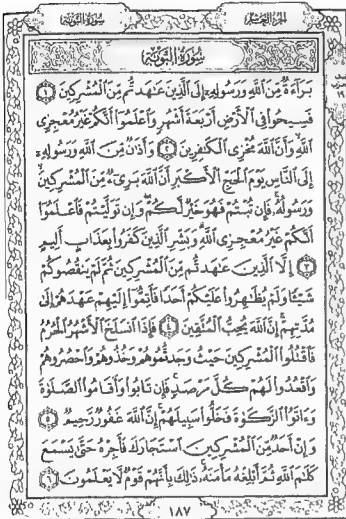 سورة التوبة
الجزء العاشر
سُورَةُ التَّوْبَةِ
بَرَآءَةٌ مِّنَ ٱللَّهِ وَرَسُولِهِۦٓ إِلَى ٱلَّذِينَ عَٰهَدتُّم مِّنَ ٱلْمُشْرِكِينَ ١
فَسِيحُوا۟ فِى ٱلْأَرْضِ أَرْبَعَةَ أَشْهُرٍ وَٱعْلَمُوٓا۟ أَنَّكُمْ غَيْرُ مُعْجِزِى
ٱللَّهِ وَأَنَّ ٱللَّهَ مُخْزِى ٱلْكَٰفِرِينَ ٢ وَأَذَٰنٌ مِّنَ ٱللَّهِ وَرَسُولِهِۦٓ
إِلَى ٱلنَّاسِ يَوْمَ ٱلْحَجِّ ٱلْأَكْبَرِ أَنَّ ٱللَّهَ بَرِىٓءٌ مِّنَ ٱلْمُشْرِكِينَ
وَرَسُولُهُۥ فَإِن تُبْتُمْ فَهُوَ خَيْرٌ لَّكُمْ وَإِن تَوَلَّيْتُمْ فَٱعْلَمُوٓا۟
أَنَّكُمْ غَيْرُ مُعْجِزِى ٱللَّهِ وَبَشِّرِ ٱلَّذِينَ كَفَرُوا۟ بِعَذَابٍ أَلِيمٍ
٣ إِلَّا ٱلَّذِينَ عَٰهَدتُّم مِّنَ ٱلْمُشْرِكِينَ ثُمَّ لَمْ يَنقُصُوكُمْ
شَيْـًٔا وَلَمْ يُظَٰهِرُوا۟ عَلَيْكُمْ أَحَدًا فَأَتِمُّوٓا۟ إِلَيْهِمْ عَهْدَهُمْ إِلَىٰ
مُدَّتِهِمْ إِنَّ ٱللَّهَ يُحِبُّ ٱلْمُتَّقِينَ ٤ فَإِذَا ٱنسَلَخَ ٱلْأَشْهُرُ ٱلْحُرُمُ
فَٱقْتُلُوا۟ ٱلْمُشْرِكِينَ حَيْثُ وَجَدتُّمُوهُمْ وَخُذُوهُمْ وَٱحْصُرُوهُمْ
وَٱقْعُدُوا۟ لَهُمْ كُلَّ مَرْصَدٍ فَإِن تَابُوا۟ وَأَقَامُوا۟ ٱلصَّلَوٰةَ
وَءَاتَوُا۟ ٱلزَّكَوٰةَ فَخَلُّوا۟ سَبِيلَهُمْ إِنَّ ٱللَّهَ غَفُورٌ رَّحِيمٌ ٥
وَإِنْ أَحَدٌ مِّنَ ٱلْمُشْرِكِينَ ٱسْتَجَارَكَ فَأَجِرْهُ حَتَّىٰ يَسْمَعَ
كَلَٰمَ ٱللَّهِ ثُمَّ أَبْلِغْهُ مَأْمَنَهُۥ ذَٰلِكَ بِأَنَّهُمْ قَوْمٌ لَّا يَعْلَمُونَ ٦
١٨٧